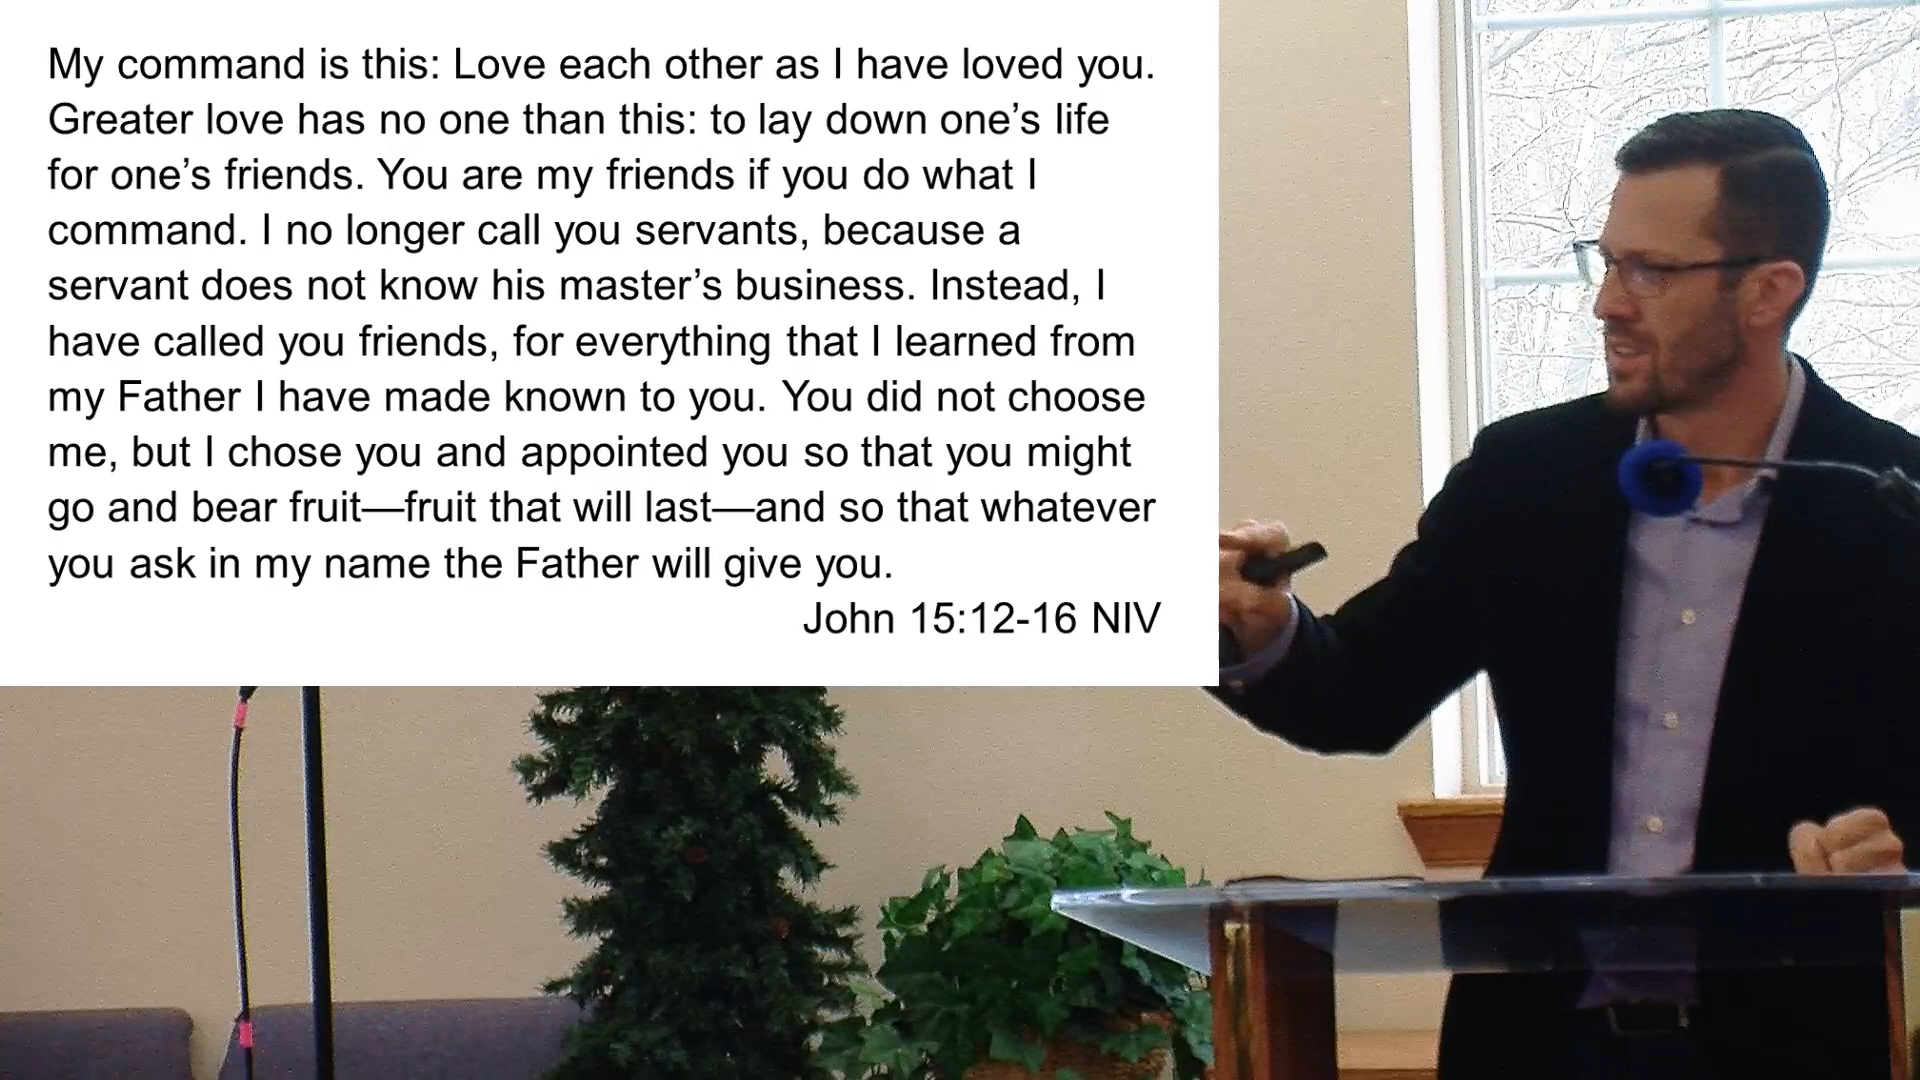 My command is this: Love each other as I have loved you.
Greater love has no one than this: to lay down one’s life
for one’s friends. You are my friends if you do what I
command. I no longer call you servants, because a
servant does not know his master’s business. Instead, I
have called you friends, for everything that I learned from
my Father I have made known to you. You did not choose
me, but I chose you and appointed you so that you might
go and bear fruit—fruit that will last—and so that whatever
you ask in my name the Father will give you.
John 15:12-16 NIV